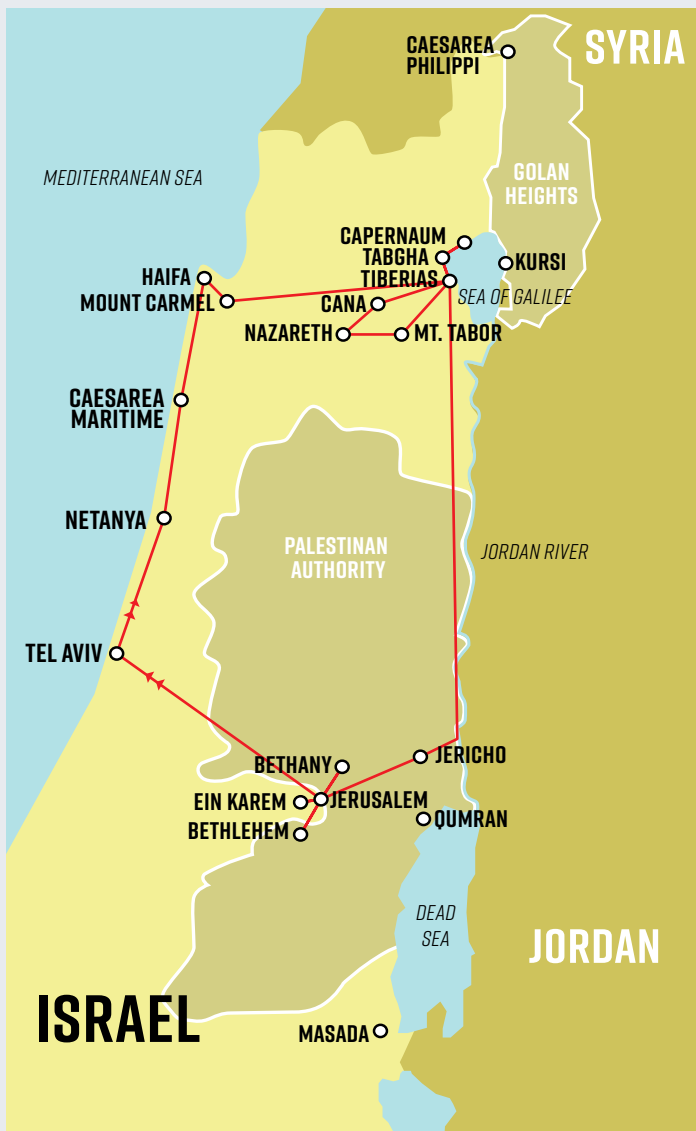 CAESAREA
PHILIPPI
SYRIA
MEDITERRANEAN SEA
GOLAN
HEIGHTS
CAPERNAUM
TABGHA
TIBERIAS
KURSI
HAIFA
MOUNT CARMEL
CANA
SEA OF GALILEE
NAZARETH
MT. TABOR
CAESAREA
MARITIME
NETANYA
PALESTINAN
AUTHORITY
JORDAN RIVER
TEL AVIV
BETHANY
JERICHO
EIN KAREM
JERUSALEM
BETHLEHEM
QUMRAN
DEAD
SEA
JORDAN
ISRAEL
MASADA